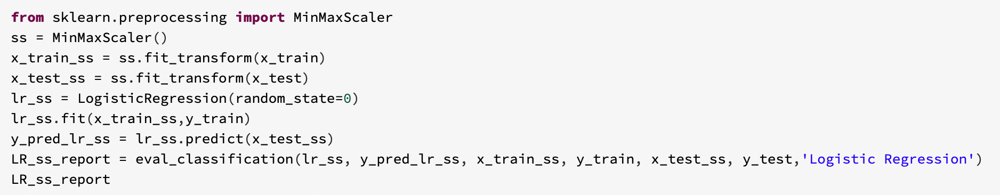 from sklearn.preprocessing import MinMaxScaler
ss = MinMaxScaler()
x_train_ss = ss.fit_transform(x_train)
x_test_ss = ss.fit_transform(x_test)
lr_ss = LogisticRegression(random_state=0)
lr_ss.fit(x_train_ss,y_train)
y_pred_lr_ss = lr_ss.predict(x_test_ss)
LR_ss_report = eval_classification(lr_ss, y_pred_lr_ss, x_train_ss, y_train, x_test_ss, y_test,'Logistic Regression')
LR_ss_report